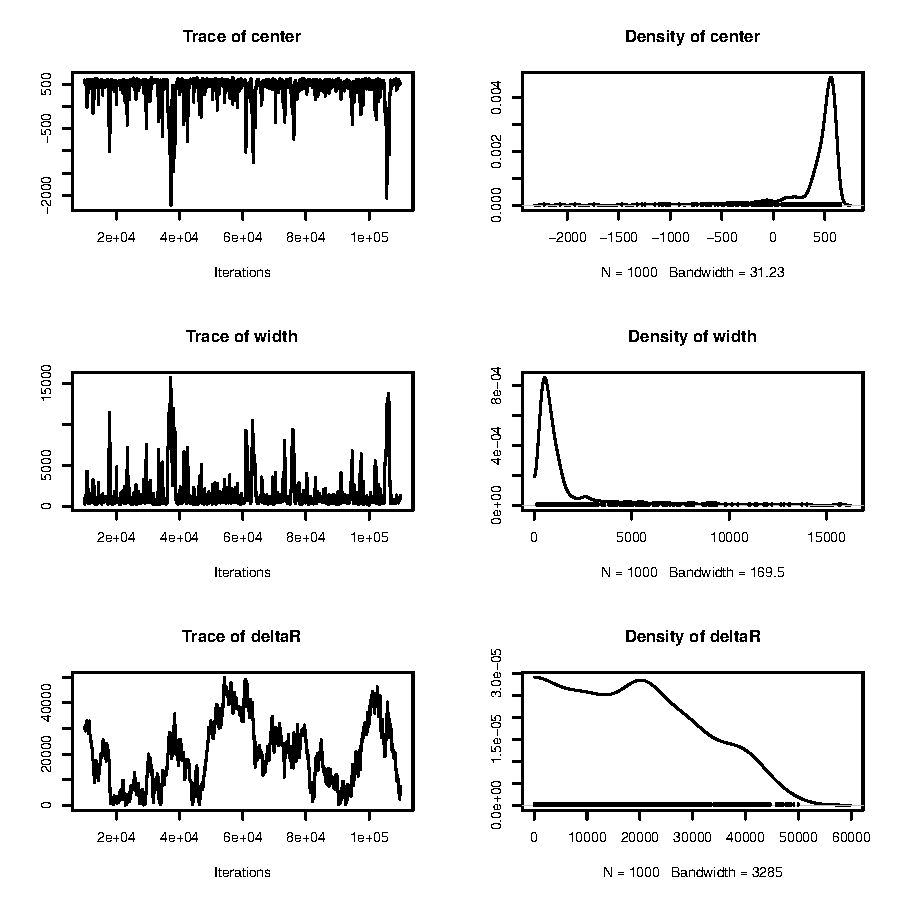 Trace of center
Density of center
500
−500
−2000
0.004
0.002
0.000
2e+04 4e+04 6e+04 8e+04 1e+05
−2000 −1500 −1000 −500 0 500
Iterations
N = 1000 Bandwidth = 31.23
Trace of width
Density of width
15000
5000
0
8e−04
4e−04
0e+00
2e+04 4e+04 6e+04 8e+04 1e+05
0 5000 10000 15000
Iterations
N = 1000 Bandwidth = 169.5
Trace of deltaR
Density of deltaR
40000
20000
0
3.0e−05
1.5e−05
0.0e+00
2e+04 4e+04 6e+04 8e+04 1e+05
0 10000 20000 30000 40000 50000 60000
Iterations
N = 1000 Bandwidth = 3285